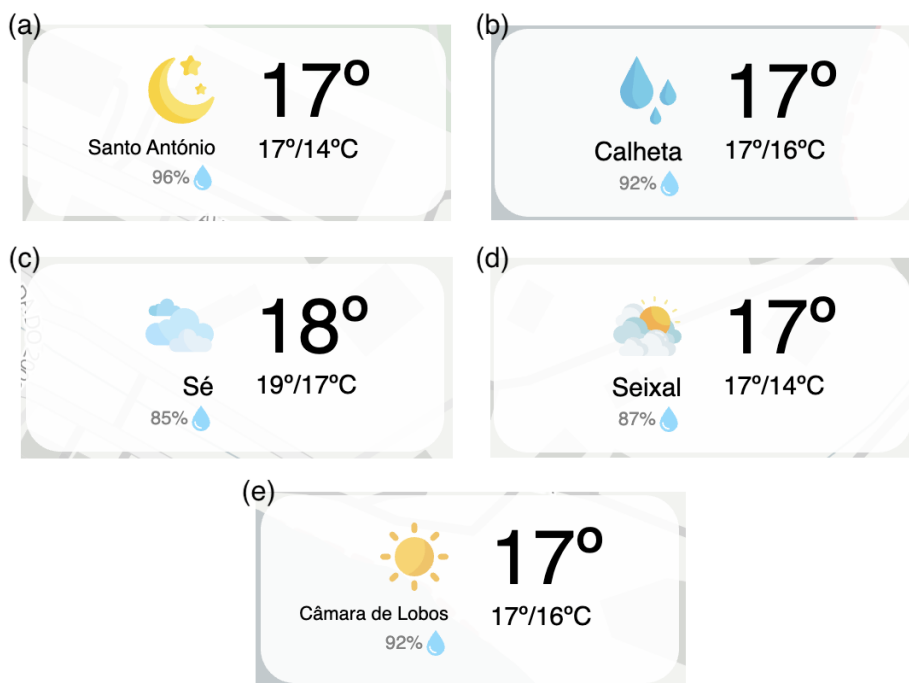 (a)
17º
Santo António
17º/14ºC
96%
(b)
17º
Calheta
17º/16ºC
92%
(c)
18º
Sé
19º/17ºC
85%
(d)
17º
Seixal
17º/14ºC
87%
(e)
17º
Câmara de Lobos
17º/16ºC
92%